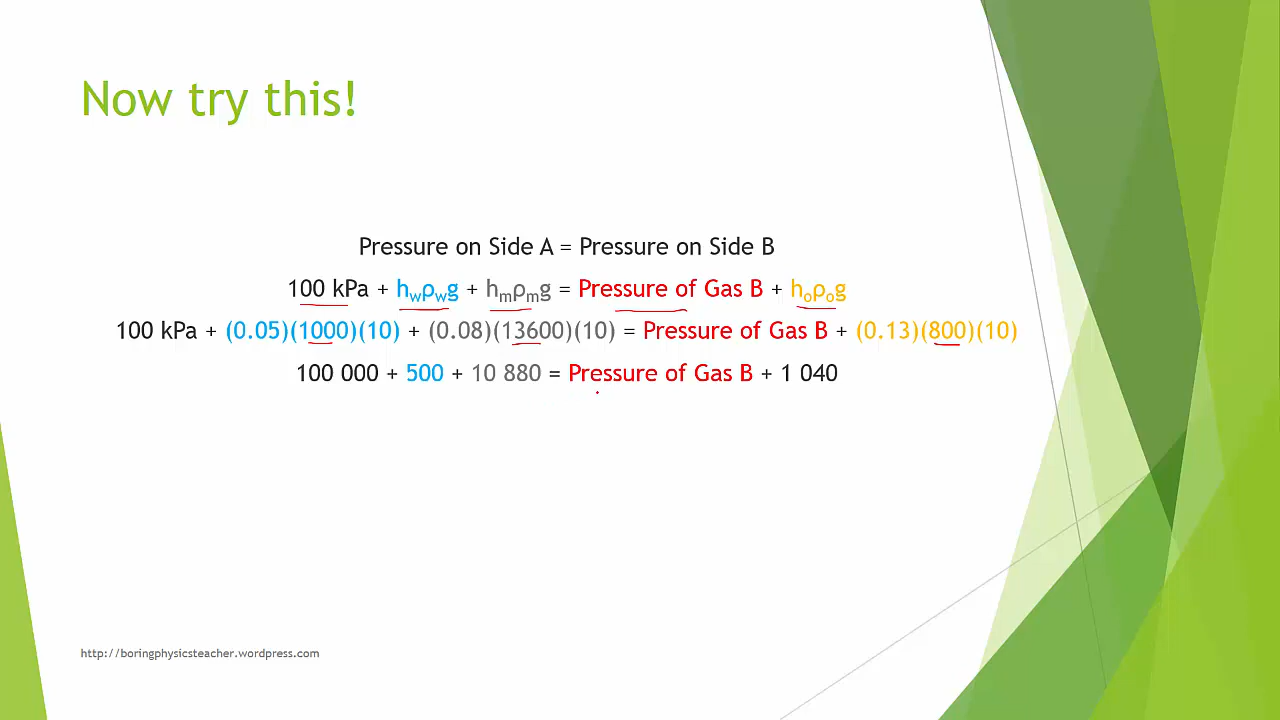 Now try this!
Pressure on Side A = Pressure on Side B
100 kPa + hwρwg + hmρmg = Pressure of Gas B + hoρog
100 kPa + (0.05)(1000)(10) + (0.08)(13600)(10) = Pressure of Gas B + (0.13)(800)(10)
100 000 + 500 + 10 880 = Pressure of Gas B + 1 040
http://boringphysicsteacher.wordpress.com